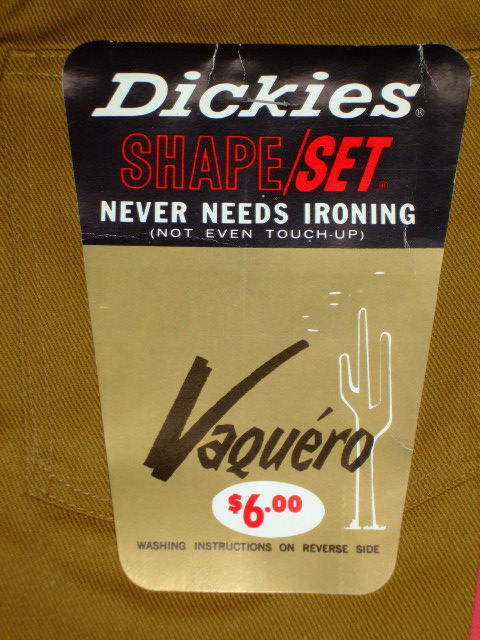 Dickies®
SHAPE/SET®
NEVER NEEDS IRONING
(NOT EVEN TOUCH-UP)
Vaquéro
$6.00
WASHING INSTRUCTIONS ON REVERSE SIDE